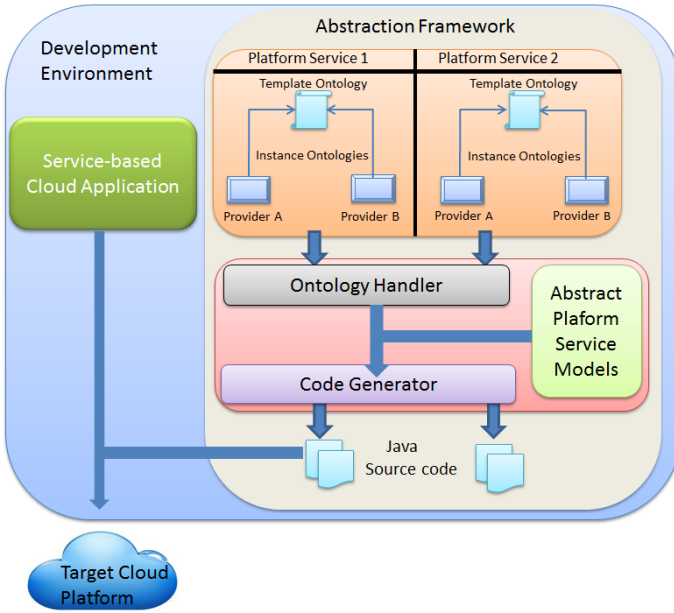 Abstraction Framework
Development
Environment
Platform Service 1
Platform Service 2
Template Ontology
Template Ontology
Service-based
Cloud Application
Instance Ontologies
Instance Ontologies
Provider A
Provider B
Provider A
Provider B
Ontology Handler
Abstract
Plaform
Service
Models
Code Generator
Java
Source code
Target Cloud
Platform